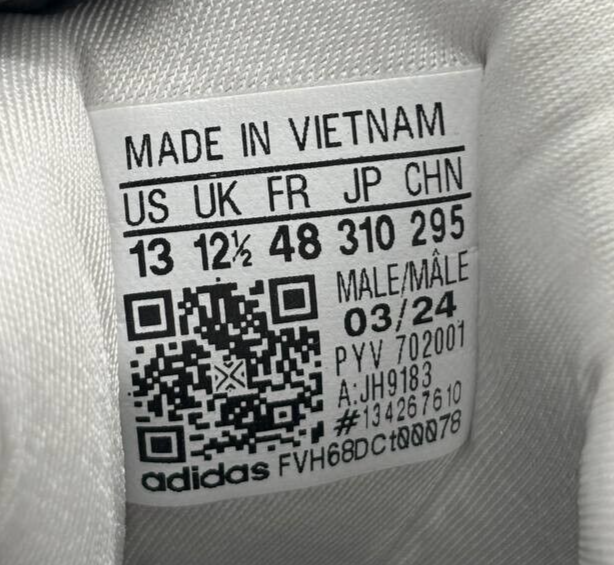 MADE IN VIETNAM
US UK FR JP CHN
13 12½ 48 310 295
MALE/MÂLE
03/24
PYV 702001
A:JH9183
#134267610
adidas FVH68DCt00078